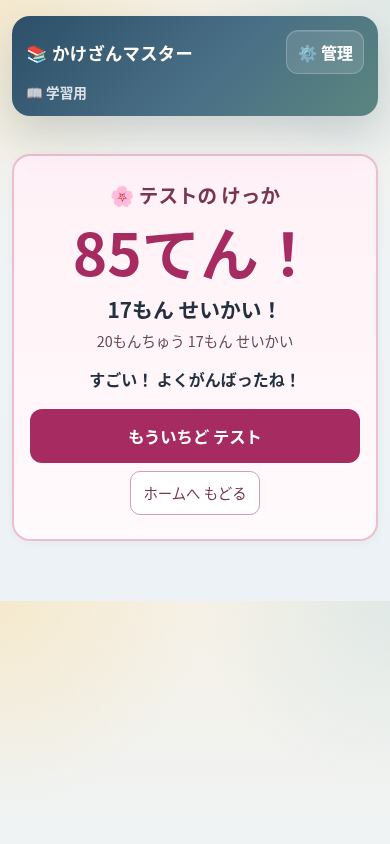 📚 かけざんマスター
⚙️ 管理
📖 学習用
🌸 テストの けっか
85てん！
17もん せいかい！
20もんちゅう 17もん せいかい
すごい！ よくがんばったね！
もういちど テスト
ホームへ もどる